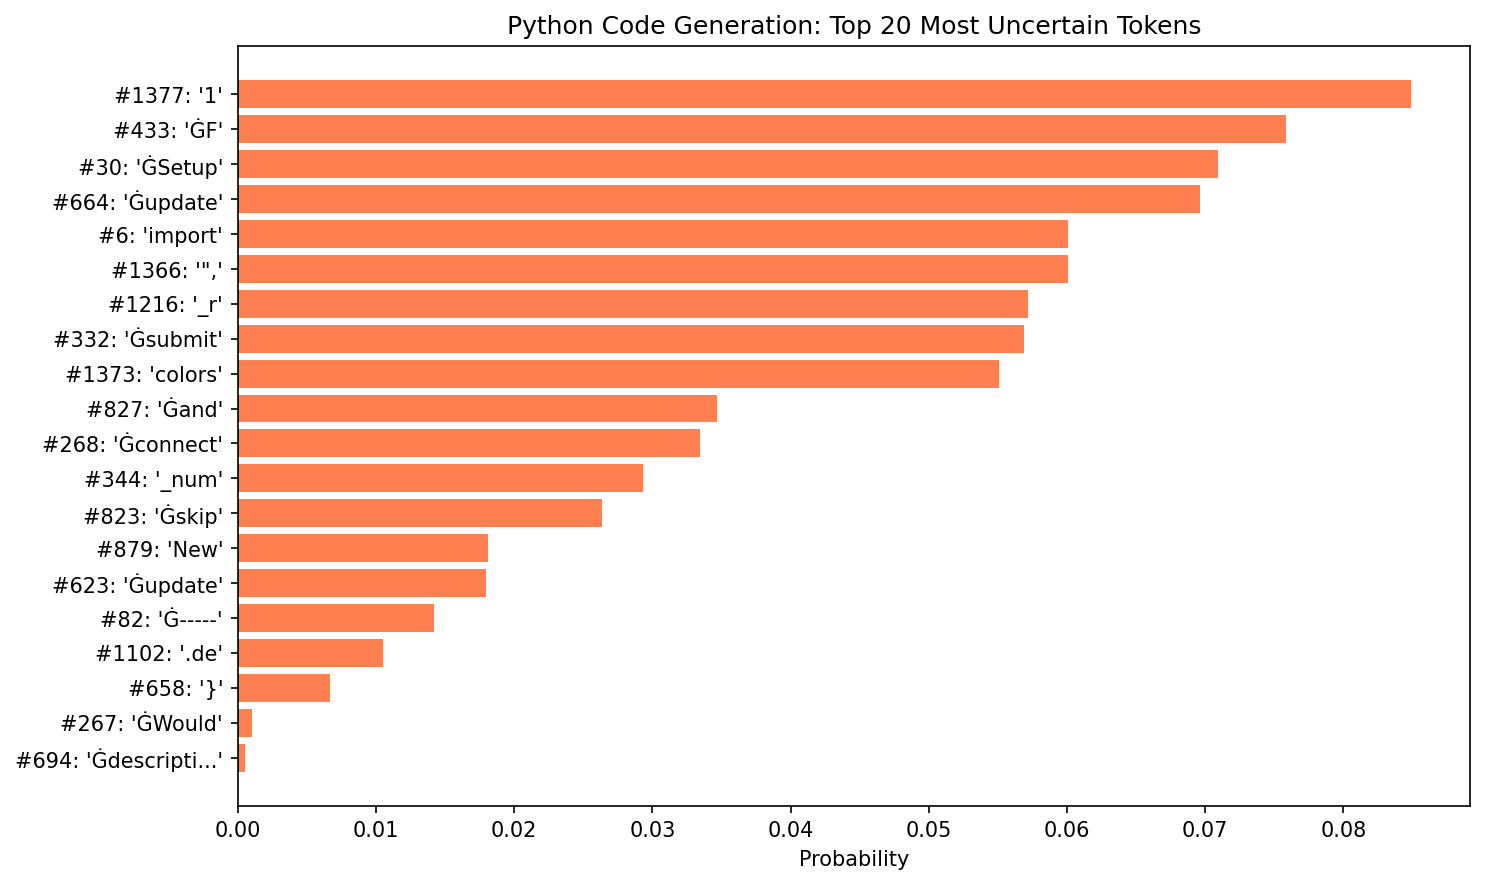 Python Code Generation: Top 20 Most Uncertain Tokens
#1377: '1'
#433: 'ĠF'
#30: 'ĠSetup'
#664: 'Ġupdate'
#6: 'import'
#1366: '",'
#1216: '_r'
#332: 'Ġsubmit'
#1373: 'colors'
#827: 'Ġand'
#268: 'Ġconnect'
#344: '_num'
#823: 'Ġskip'
#879: 'New'
#623: 'Ġupdate'
#82: 'Ġ-----'
#1102: '.de'
#658: '}'
#267: 'ĠWould'
#694: 'Ġdescripti...'
0.00 0.01 0.02 0.03 0.04 0.05 0.06 0.07 0.08
Probability